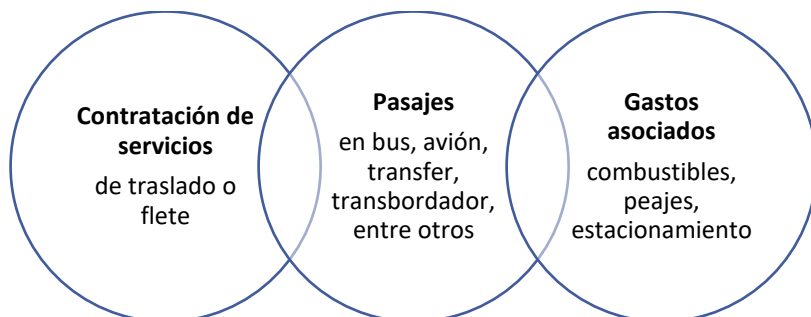 Contratación de
servicios
de traslado o
flete
Pasajes
en bus, avión,
transfer,
transbordador,
entre otros
Gastos
asociados
combustibles,
peajes,
estacionamiento